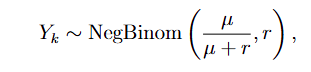 Y_k ∼ NegBinom ( μ / (μ + r) , r ) ,